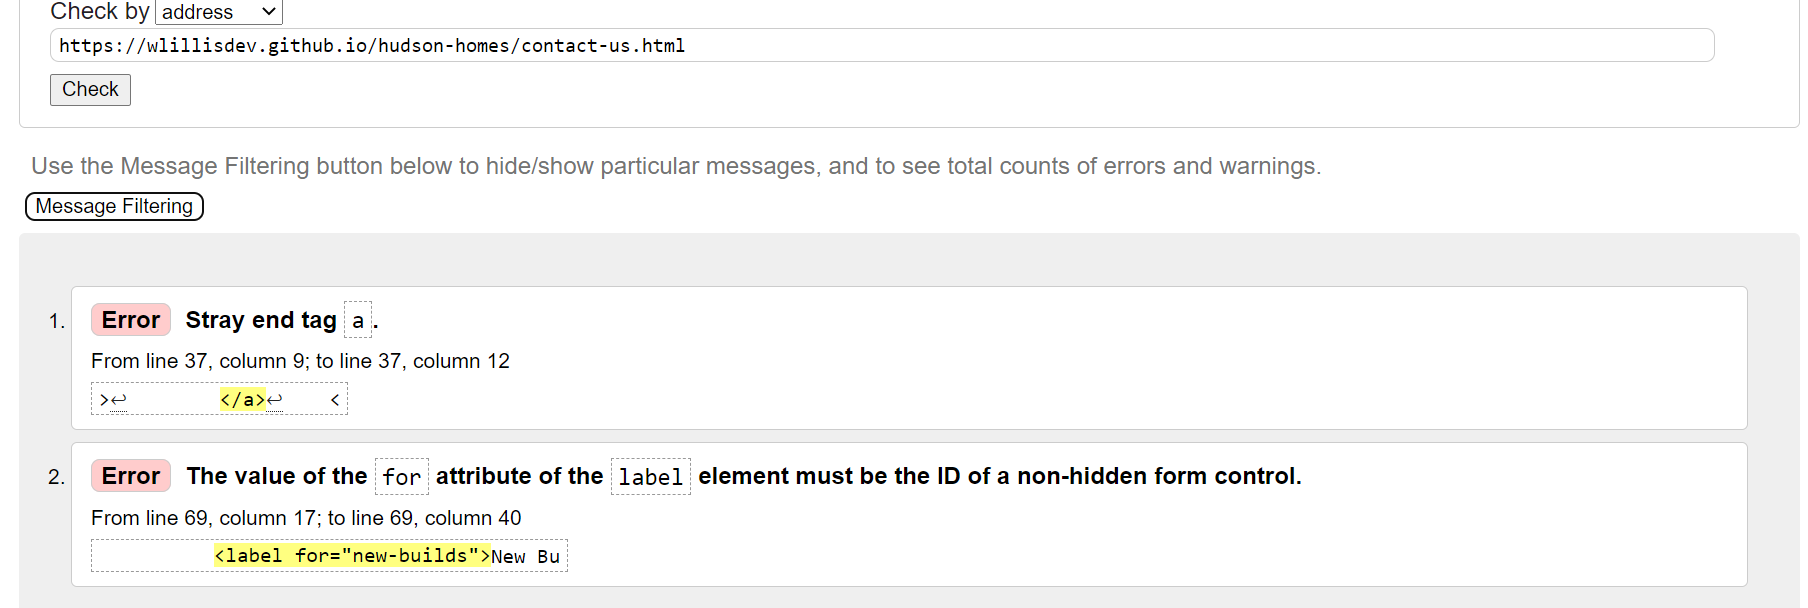 Check by address
https://wlillisdev.github.io/hudson-homes/contact-us.html
Check
Use the Message Filtering button below to hide/show particular messages, and to see total counts of errors and warnings.
Message Filtering
1. Error Stray end tag a.
From line 37, column 9; to line 37, column 12
>↩ </a>↩ <
2. Error The value of the for attribute of the label element must be the ID of a non-hidden form control.
From line 69, column 17; to line 69, column 40
<label for="new-builds">New Bu